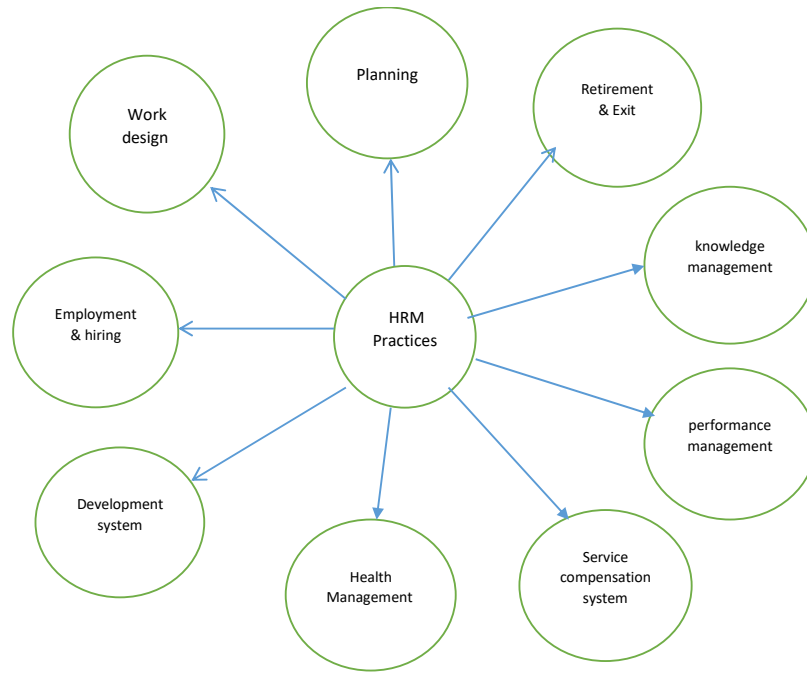 Planning
Retirement
& Exit
Work
design
knowledge
management
Employment
& hiring
HRM
Practices
performance
management
Development
system
Health
Management
Service
compensation
system